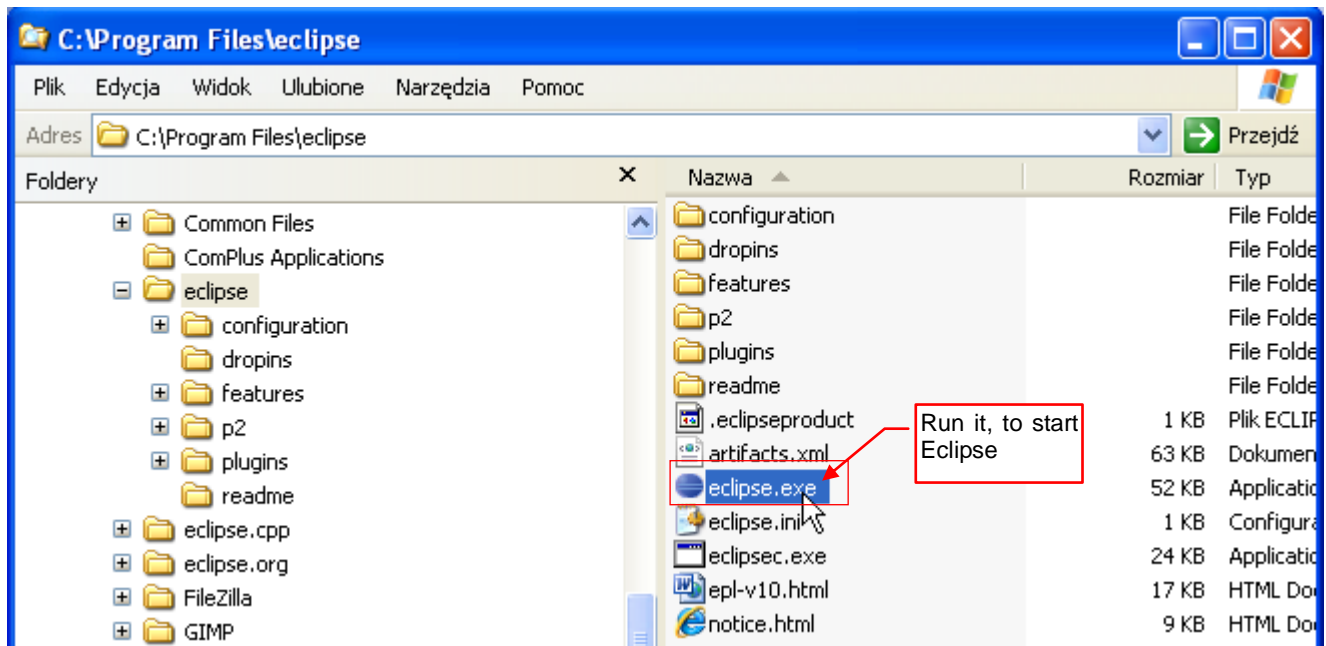 C:\Program Files\eclipse
Plik Edycja Widok Ulubione Narzędzia Pomoc
Adres C:\Program Files\eclipse Przejdź
Foldery
Common Files
ComPlus Applications
eclipse
configuration
dropins
features
p2
plugins
readme
eclipse.cpp
eclipse.org
FileZilla
GIMP
Nazwa Rozmiar Typ
configuration File Folde
dropins File Folde
features File Folde
p2 File Folde
plugins File Folde
readme File Folde
.eclipseproduct 1 KB Plik ECLIP
artifacts.xml 63 KB Dokumen
eclipse.exe 52 KB Applicatio
eclipse.ini 1 KB Configura
eclipsec.exe 24 KB Applicatio
epl-v10.html 17 KB HTML Do
notice.html 9 KB HTML Do
Run it, to start
Eclipse